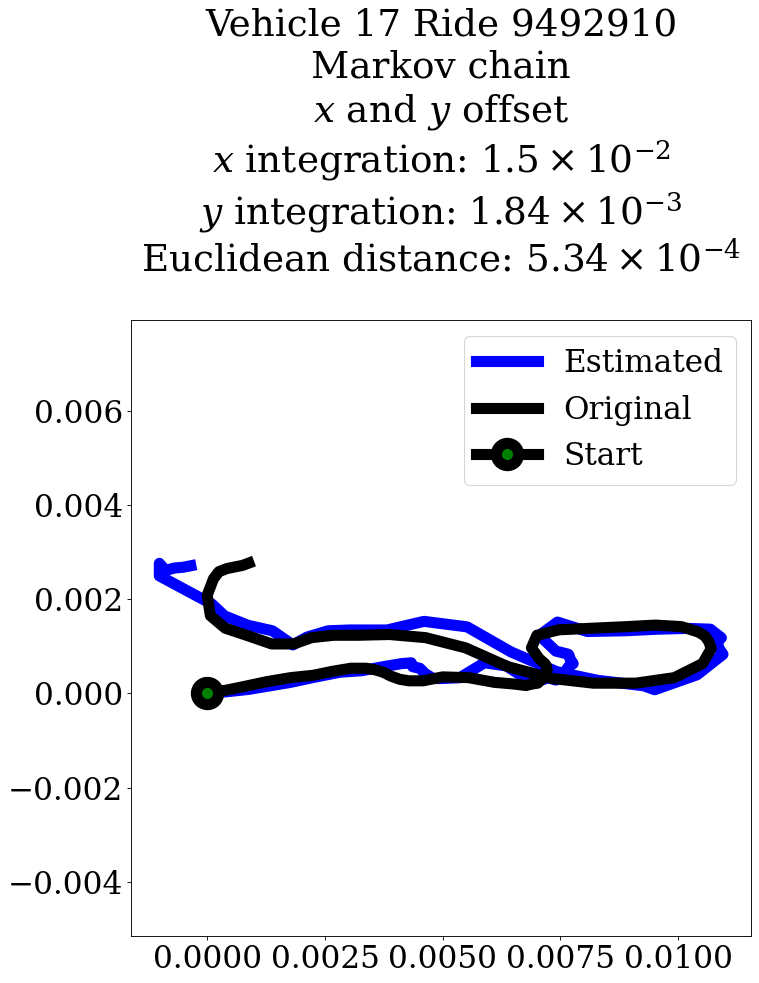 Vehicle 17 Ride 9492910
Markov chain
x and y offset
x integration: 1.5 × 10⁻²
y integration: 1.84 × 10⁻³
Euclidean distance: 5.34 × 10⁻⁴
Estimated
Original
Start
0.006
0.004
0.002
0.000
−0.002
−0.004
0.0000 0.0025 0.0050 0.0075 0.0100